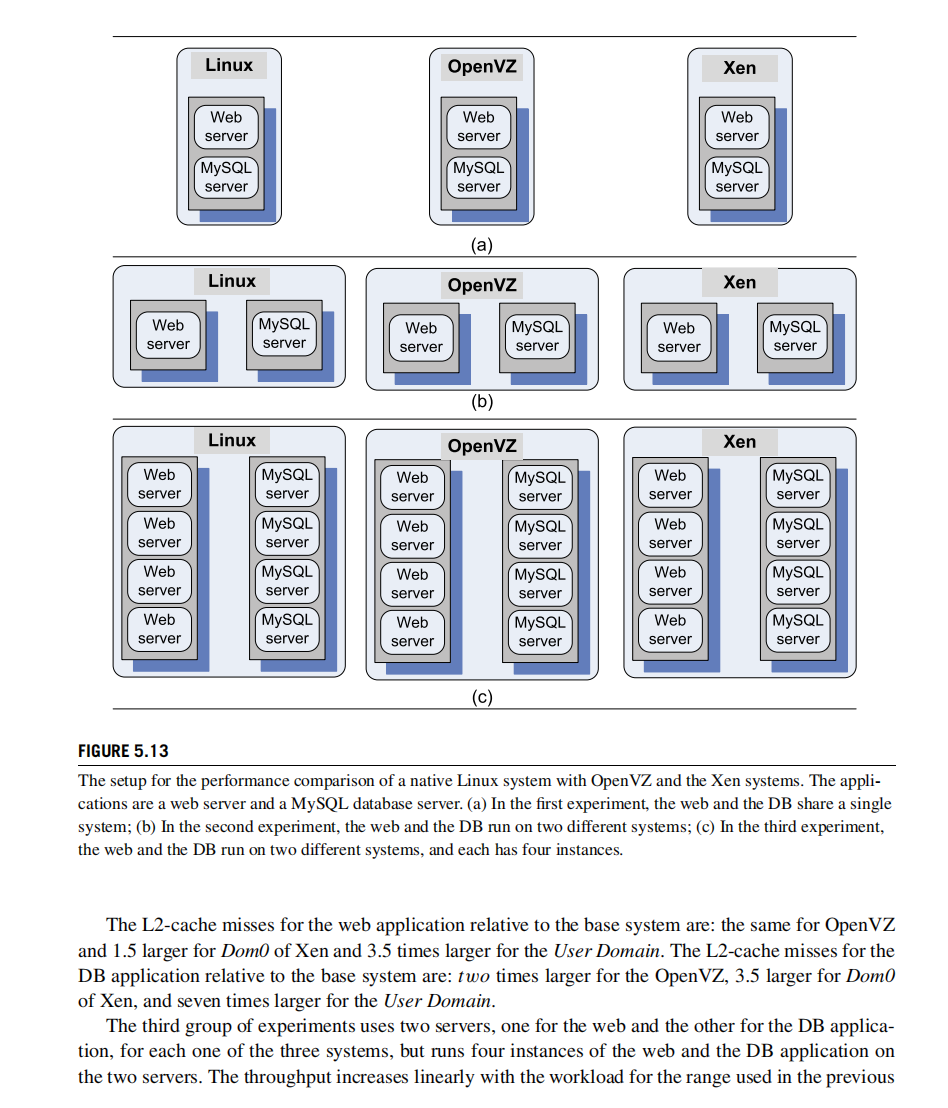 Linux
OpenVZ
Xen
Web
server
MySQL
server
Web
server
MySQL
server
Web
server
MySQL
server
(a)
Linux
OpenVZ
Xen
Web
server
MySQL
server
Web
server
MySQL
server
Web
server
MySQL
server
(b)
Linux
OpenVZ
Xen
Web
server
Web
server
Web
server
Web
server
MySQL
server
MySQL
server
MySQL
server
MySQL
server
Web
server
Web
server
Web
server
Web
server
MySQL
server
MySQL
server
MySQL
server
MySQL
server
Web
server
Web
server
Web
server
Web
server
MySQL
server
MySQL
server
MySQL
server
MySQL
server
(c)
FIGURE 5.13
The setup for the performance comparison of a native Linux system with OpenVZ and the Xen systems. The appli-
cations are a web server and a MySQL database server. (a) In the first experiment, the web and the DB share a single
system; (b) In the second experiment, the web and the DB run on two different systems; (c) In the third experiment,
the web and the DB run on two different systems, and each has four instances.
The L2-cache misses for the web application relative to the base system are: the same for OpenVZ
and 1.5 larger for Dom0 of Xen and 3.5 times larger for the User Domain. The L2-cache misses for the
DB application relative to the base system are: two times larger for the OpenVZ, 3.5 larger for Dom0
of Xen, and seven times larger for the User Domain.
The third group of experiments uses two servers, one for the web and the other for the DB applica-
tion, for each one of the three systems, but runs four instances of the web and the DB application on
the two servers. The throughput increases linearly with the workload for the range used in the previous